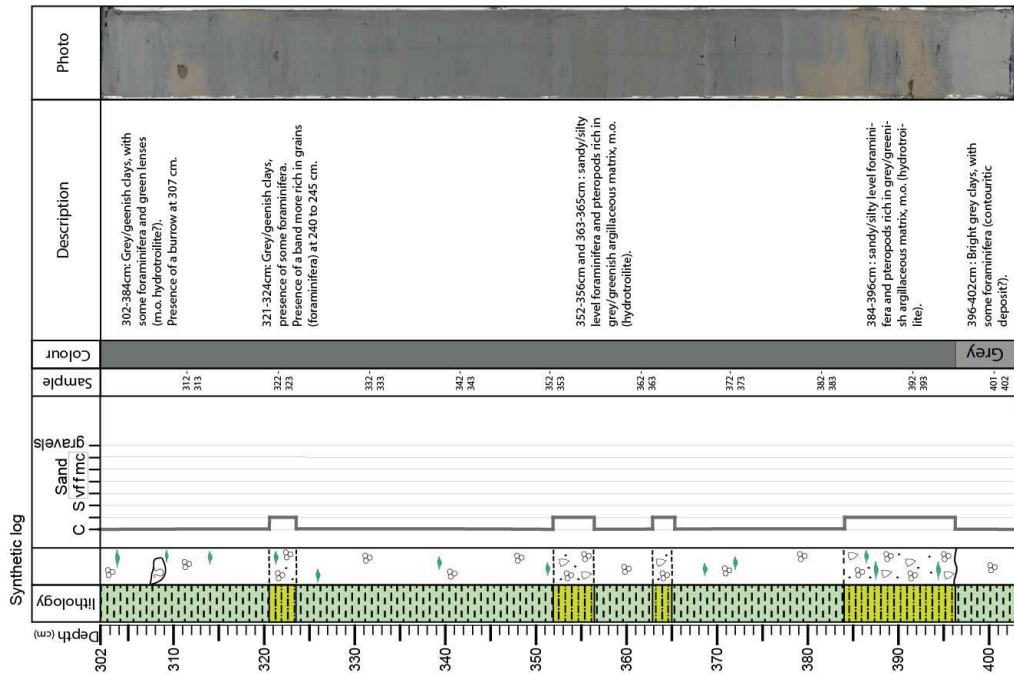 Photo
Description
302-384cm: Grey/geenish clays, with
some foraminifera and green lenses
(m.o. hydrotroilite?).
Presence of a burrow at 307 cm.
321-324cm: Grey/geenish clays,
presence of some foraminifera.
Presence of a band more rich in grains
(foraminifera) at 240 to 245 cm.
352-356cm and 363-365cm : sandy/silty
level foraminifera and pteropods rich in
grey/greenish argillaceous matrix, m.o.
(hydrotroilite).
384-396cm : sandy/silty level foramini-
fera and pteropods rich in grey/greeni-
sh argillaceous matrix, m.o. (hydrotroi-
lite).
396-402cm : Bright grey clays, with
some foraminifera (contouritic
deposit?).
Colour
Grey
Sample
312-
313
322-
323
332-
333
342-
343
352-
353
362-
363
372-
373
382-
383
392-
393
401-
402
Synthetic log
gravels
Sand
vf f m c
S
C
lithology
Depth (cm)
302
310
320
330
340
350
360
370
380
390
400